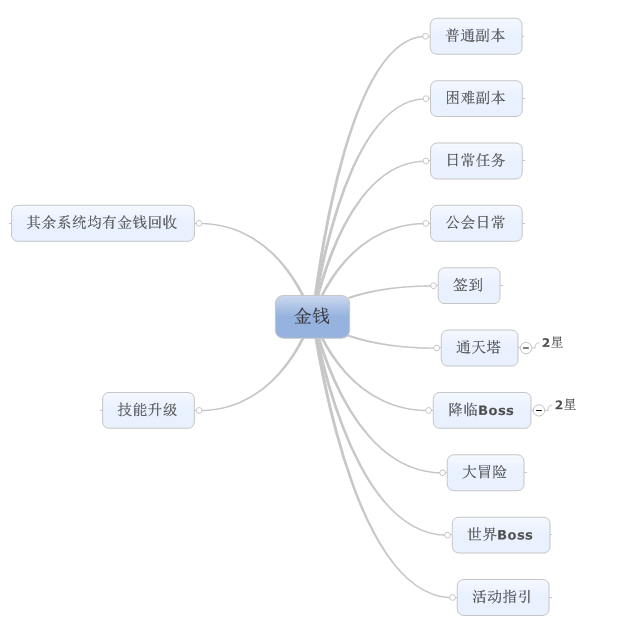 普通副本
困难副本
日常任务
其余系统均有金钱回收
公会日常
签到
金钱
通天塔
2星
技能升级
降临Boss
2星
大冒险
世界Boss
活动指引